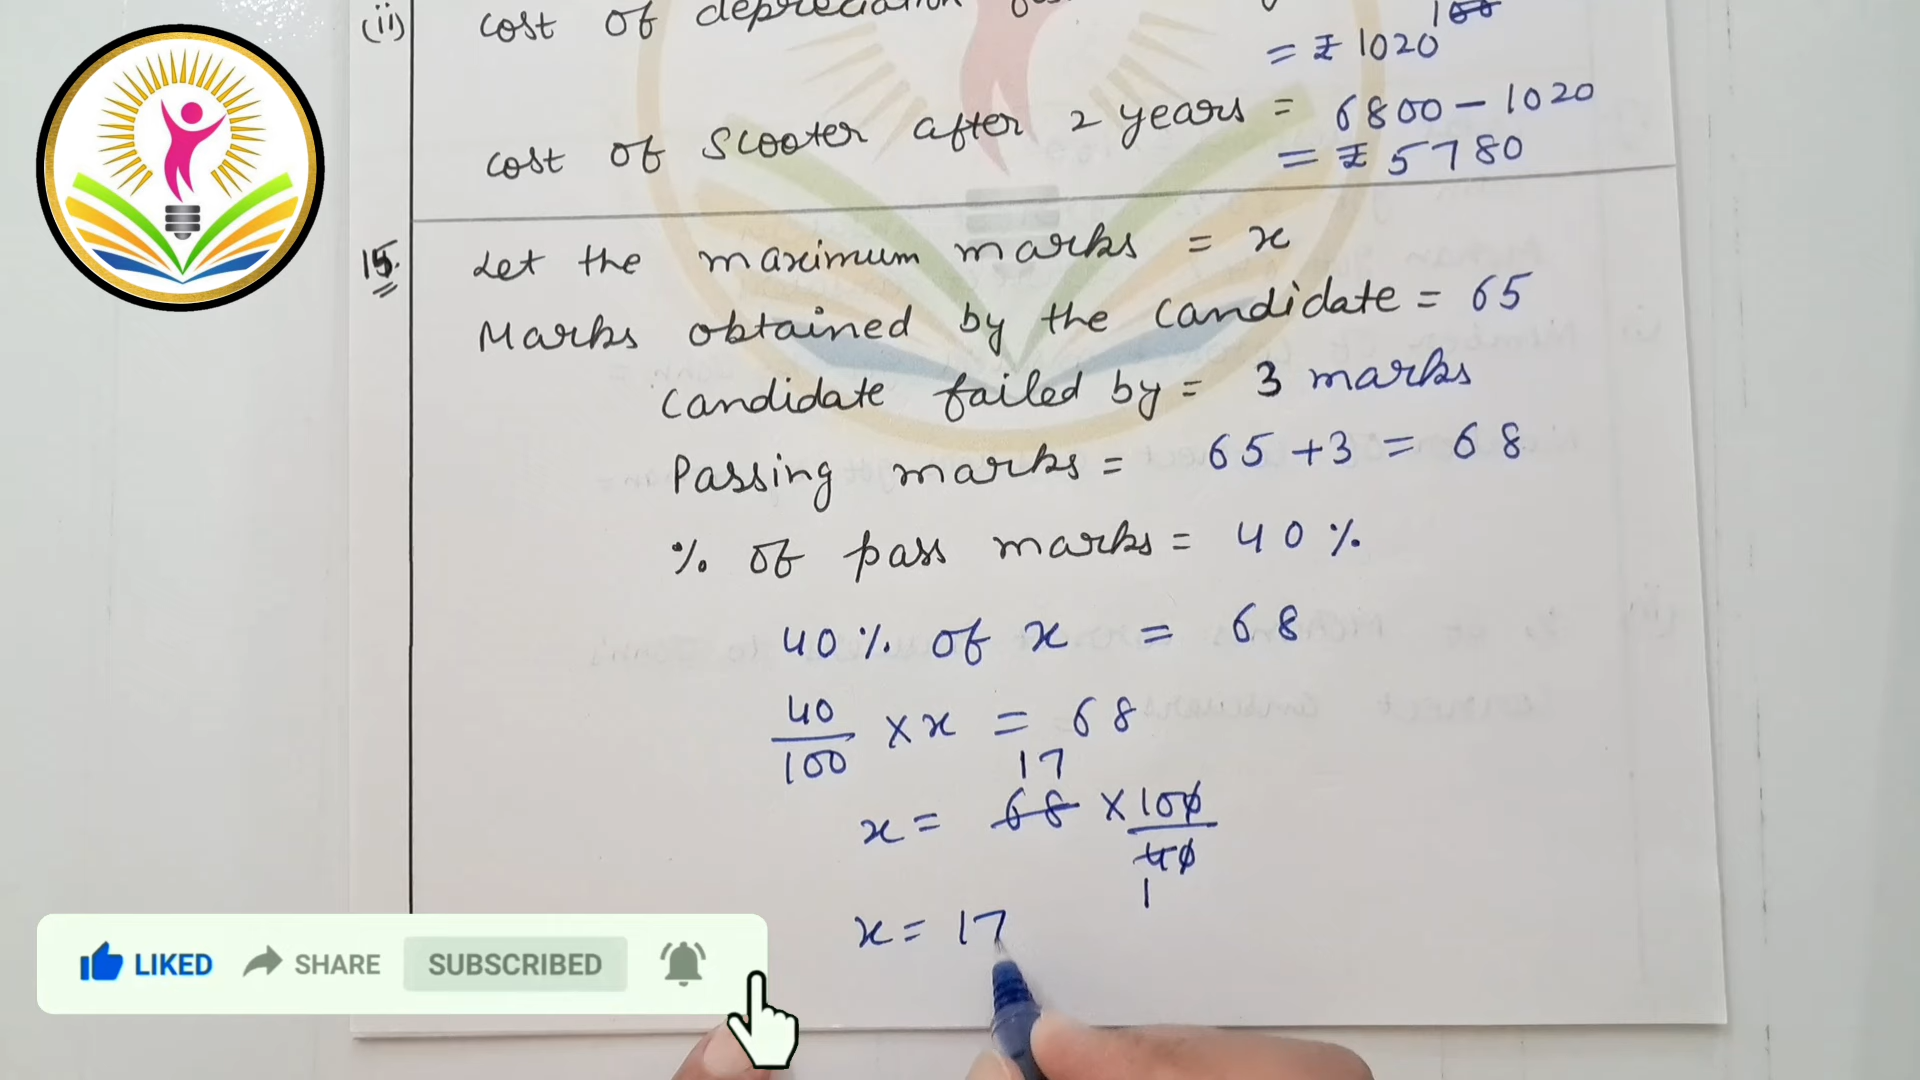 (ii) cost of depreciation
100
= ₹ 1020
cost of Scooter after 2 years = 6800 - 1020
= ₹ 5780
15. Let the maximum marks = x
Marks obtained by the candidate = 65
candidate failed by = 3 marks
Passing marks = 65 + 3 = 68
% of pass marks = 40 %
40 % of x = 68
40
100 × x = 68
17
x = 68 × 100
40
1
x = 17
LIKED SHARE SUBSCRIBED